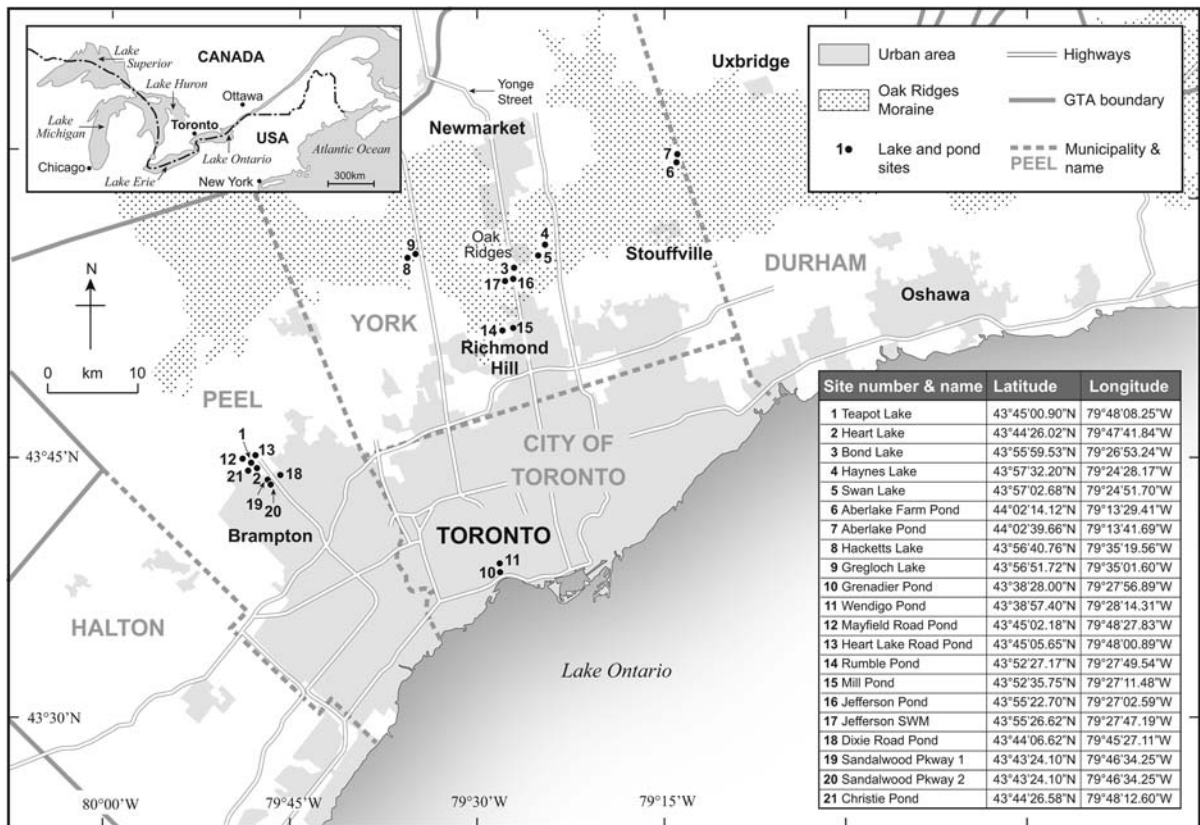 CANADA
Lake
Superior
Lake Huron
Ottawa
Lake
Michigan
Toronto
USA
Lake Ontario
Atlantic Ocean
Chicago
Lake Erie
New York
300km
Yonge
Street
Newmarket
Uxbridge
Urban area
Highways
Oak Ridges
Moraine
GTA boundary
1
Lake and pond
sites
PEEL
Municipality &
name
7
6
9
8
Oak
Ridges
4
5
3
17
16
Stouffville
DURHAM
Oshawa
N
YORK
14
15
Richmond
Hill
0 km 10
PEEL
CITY OF
TORONTO
43°45'N
1
12
13
21
2
18
19
20
Brampton
TORONTO
11
10
HALTON
Lake Ontario
43°30'N
80°00'W
79°45'W
79°30'W
79°15'W
Site number & name Latitude Longitude
1 Teapot Lake 43°45'00.90"N 79°48'08.25"W
2 Heart Lake 43°44'26.02"N 79°47'41.84"W
3 Bond Lake 43°55'59.53"N 79°26'53.24"W
4 Haynes Lake 43°57'32.20"N 79°24'28.17"W
5 Swan Lake 43°57'02.68"N 79°24'51.70"W
6 Aberlake Farm Pond 44°02'14.12"N 79°13'29.41"W
7 Aberlake Pond 44°02'39.66"N 79°13'41.69"W
8 Hacketts Lake 43°56'40.76"N 79°35'19.56"W
9 Gregloch Lake 43°56'51.72"N 79°35'01.60"W
10 Grenadier Pond 43°38'28.00"N 79°27'56.89"W
11 Wendigo Pond 43°38'57.40"N 79°28'14.31"W
12 Mayfield Road Pond 43°45'02.18"N 79°48'27.83"W
13 Heart Lake Road Pond 43°45'05.65"N 79°48'00.89"W
14 Rumble Pond 43°52'27.17"N 79°27'49.54"W
15 Mill Pond 43°52'35.75"N 79°27'11.48"W
16 Jefferson Pond 43°55'22.70"N 79°27'02.59"W
17 Jefferson SWM 43°55'26.62"N 79°27'47.19"W
18 Dixie Road Pond 43°44'06.62"N 79°45'27.11"W
19 Sandalwood Pkway 1 43°43'24.10"N 79°46'34.25"W
20 Sandalwood Pkway 2 43°43'24.10"N 79°46'34.25"W
21 Christie Pond 43°44'26.58"N 79°48'12.60"W